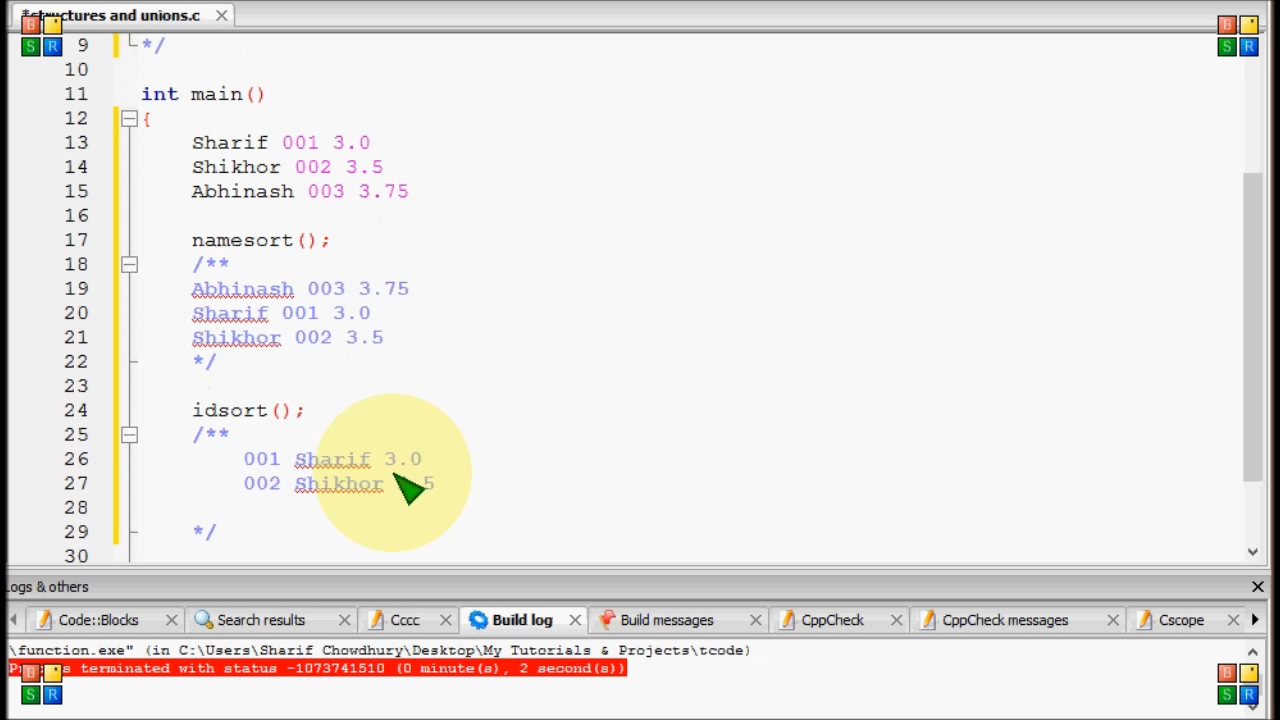 *structures and unions.c
B
S R
B
S R
9 */
10
11 int main()
12 {
13 Sharif 001 3.0
14 Shikhor 002 3.5
15 Abhinash 003 3.75
16
17 namesort();
18 /**
19 Abhinash 003 3.75
20 Sharif 001 3.0
21 Shikhor 002 3.5
22 */
23
24 idsort();
25 /**
26 001 Sharif 3.0
27 002 Shikhor 5
28
29 */
30
Logs & others
Code::Blocks Search results Cccc Build log Build messages CppCheck CppCheck messages Cscope
\function.exe" (in C:\Users\Sharif Chowdhury\Desktop\My Tutorials & Projects\tcode)
terminated with status -1073741510 (0 minute(s), 2 second(s))
B
S R
B
S R